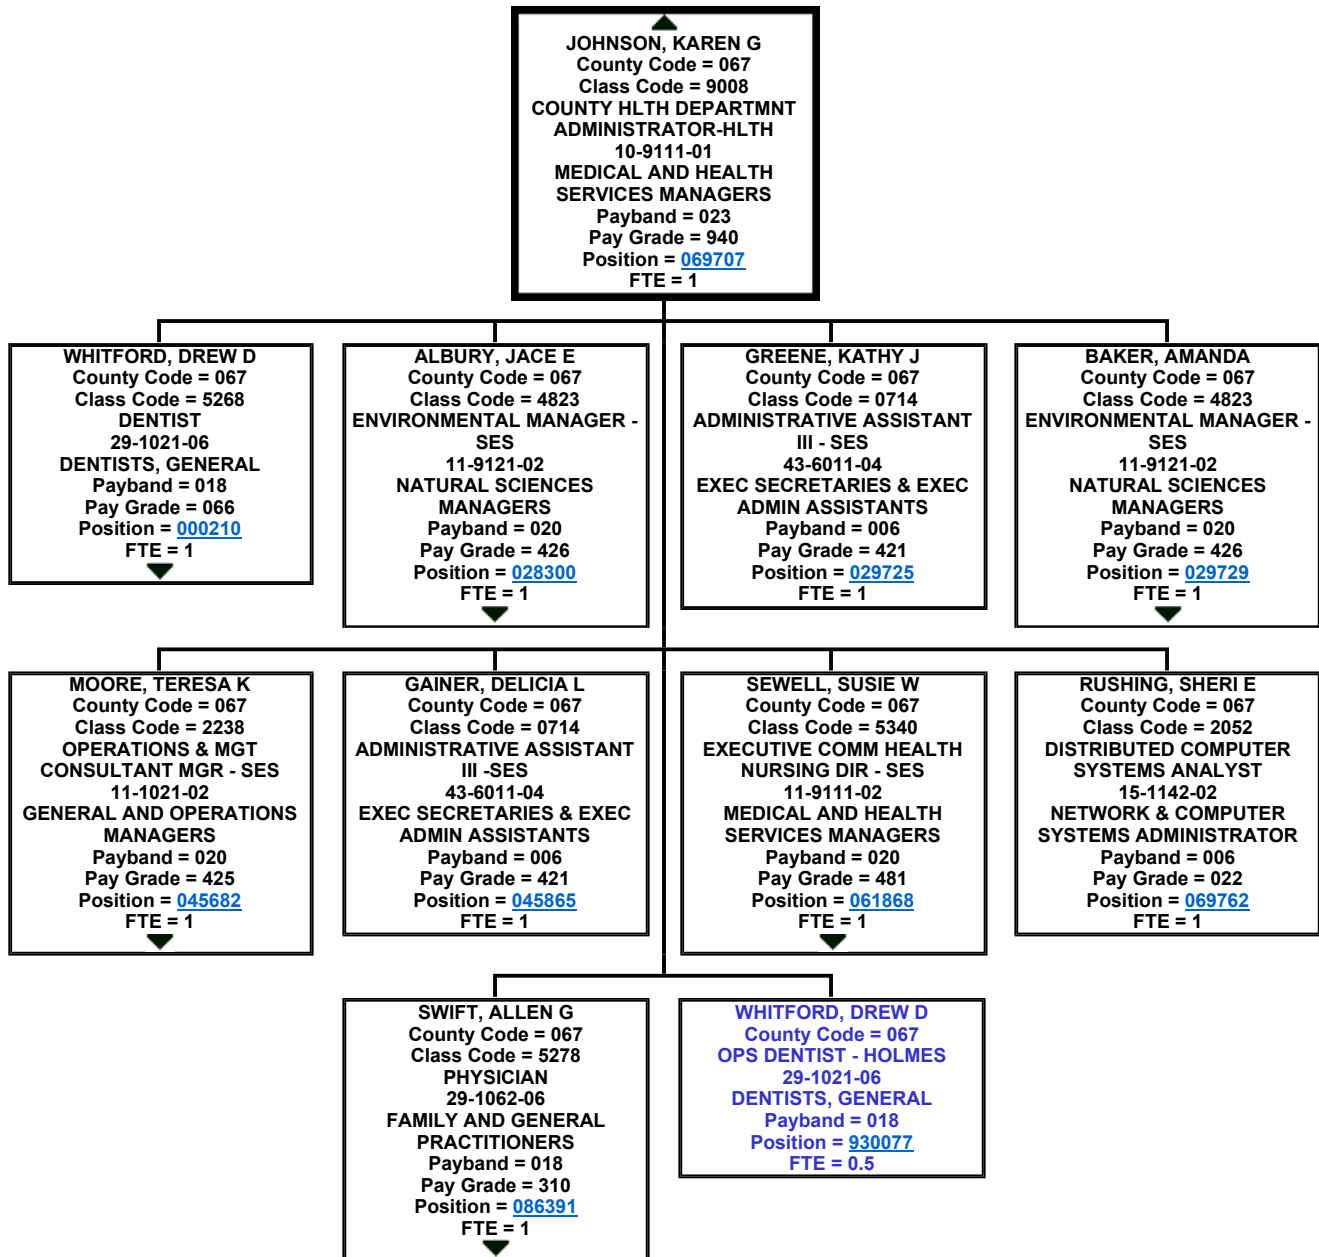 JOHNSON, KAREN G
County Code = 067
Class Code = 9008
COUNTY HLTH DEPARTMNT
ADMINISTRATOR-HLTH
10-9111-01
MEDICAL AND HEALTH
SERVICES MANAGERS
Payband = 023
Pay Grade = 940
Position = 069707
FTE = 1
WHITFORD, DREW D
County Code = 067
Class Code = 5268
DENTIST
29-1021-06
DENTISTS, GENERAL
Payband = 018
Pay Grade = 066
Position = 000210
FTE = 1
ALBURY, JACE E
County Code = 067
Class Code = 4823
ENVIRONMENTAL MANAGER -
SES
11-9121-02
NATURAL SCIENCES
MANAGERS
Payband = 020
Pay Grade = 426
Position = 028300
FTE = 1
GREENE, KATHY J
County Code = 067
Class Code = 0714
ADMINISTRATIVE ASSISTANT
III - SES
43-6011-04
EXEC SECRETARIES & EXEC
ADMIN ASSISTANTS
Payband = 006
Pay Grade = 421
Position = 029725
FTE = 1
BAKER, AMANDA
County Code = 067
Class Code = 4823
ENVIRONMENTAL MANAGER -
SES
11-9121-02
NATURAL SCIENCES
MANAGERS
Payband = 020
Pay Grade = 426
Position = 029729
FTE = 1
MOORE, TERESA K
County Code = 067
Class Code = 2238
OPERATIONS & MGT
CONSULTANT MGR - SES
11-1021-02
GENERAL AND OPERATIONS
MANAGERS
Payband = 020
Pay Grade = 425
Position = 045682
FTE = 1
GAINER, DELICIA L
County Code = 067
Class Code = 0714
ADMINISTRATIVE ASSISTANT
III -SES
43-6011-04
EXEC SECRETARIES & EXEC
ADMIN ASSISTANTS
Payband = 006
Pay Grade = 421
Position = 045865
FTE = 1
SEWELL, SUSIE W
County Code = 067
Class Code = 5340
EXECUTIVE COMM HEALTH
NURSING DIR - SES
11-9111-02
MEDICAL AND HEALTH
SERVICES MANAGERS
Payband = 020
Pay Grade = 481
Position = 061868
FTE = 1
RUSHING, SHERI E
County Code = 067
Class Code = 2052
DISTRIBUTED COMPUTER
SYSTEMS ANALYST
15-1142-02
NETWORK & COMPUTER
SYSTEMS ADMINISTRATOR
Payband = 006
Pay Grade = 022
Position = 069762
FTE = 1
SWIFT, ALLEN G
County Code = 067
Class Code = 5278
PHYSICIAN
29-1062-06
FAMILY AND GENERAL
PRACTITIONERS
Payband = 018
Pay Grade = 310
Position = 086391
FTE = 1
WHITFORD, DREW D
County Code = 067
OPS DENTIST - HOLMES
29-1021-06
DENTISTS, GENERAL
Payband = 018
Position = 930077
FTE = 0.5